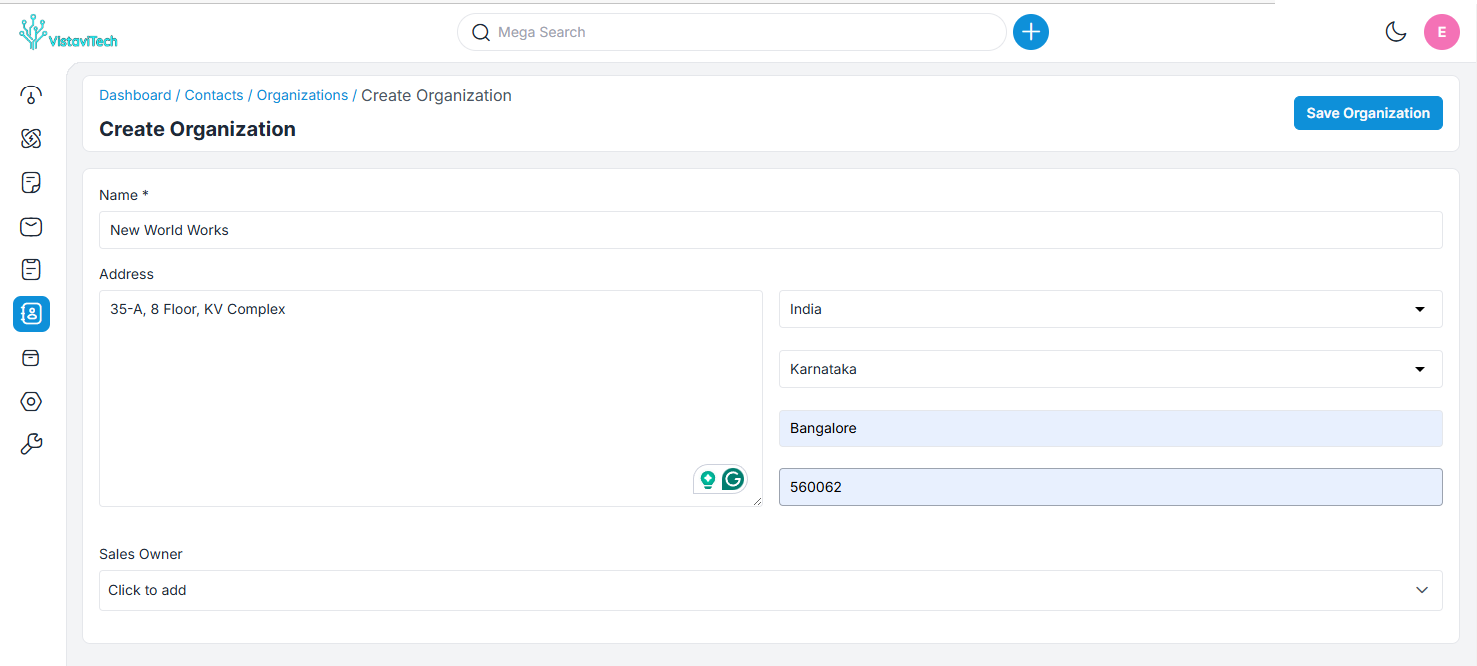 VistaviTech
Mega Search
E
Dashboard / Contacts / Organizations / Create Organization
Create Organization
Save Organization
Name *
New World Works
Address
35-A, 8 Floor, KV Complex
India
Karnataka
Bangalore
560062
Sales Owner
Click to add